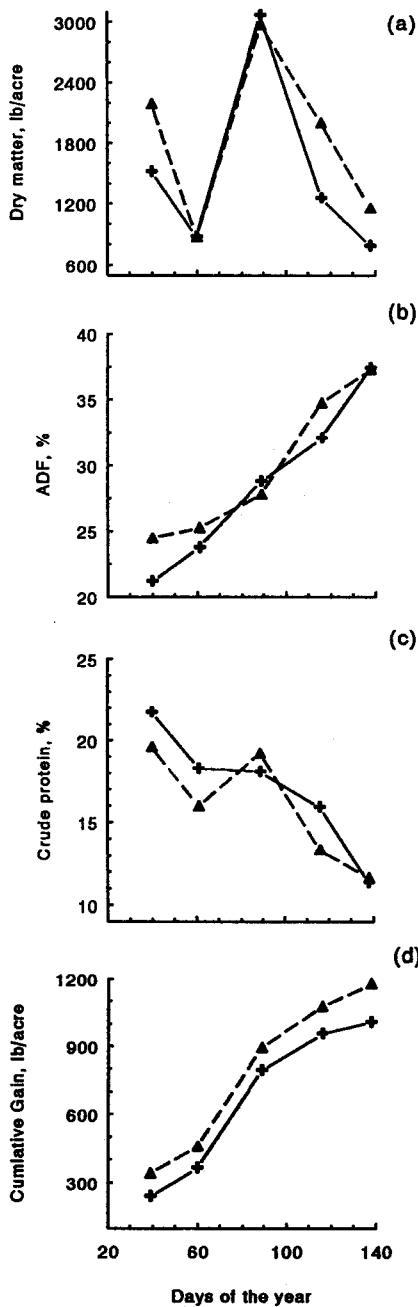 (a)
3000
2400
1800
1200
600
Dry matter, lb/acre
(b)
40
35
30
25
20
ADF, %
(c)
25
20
15
10
Crude protein, %
(d)
1200
900
600
300
Cumlative Gain, lb/acre
20 60 100 140
Days of the year